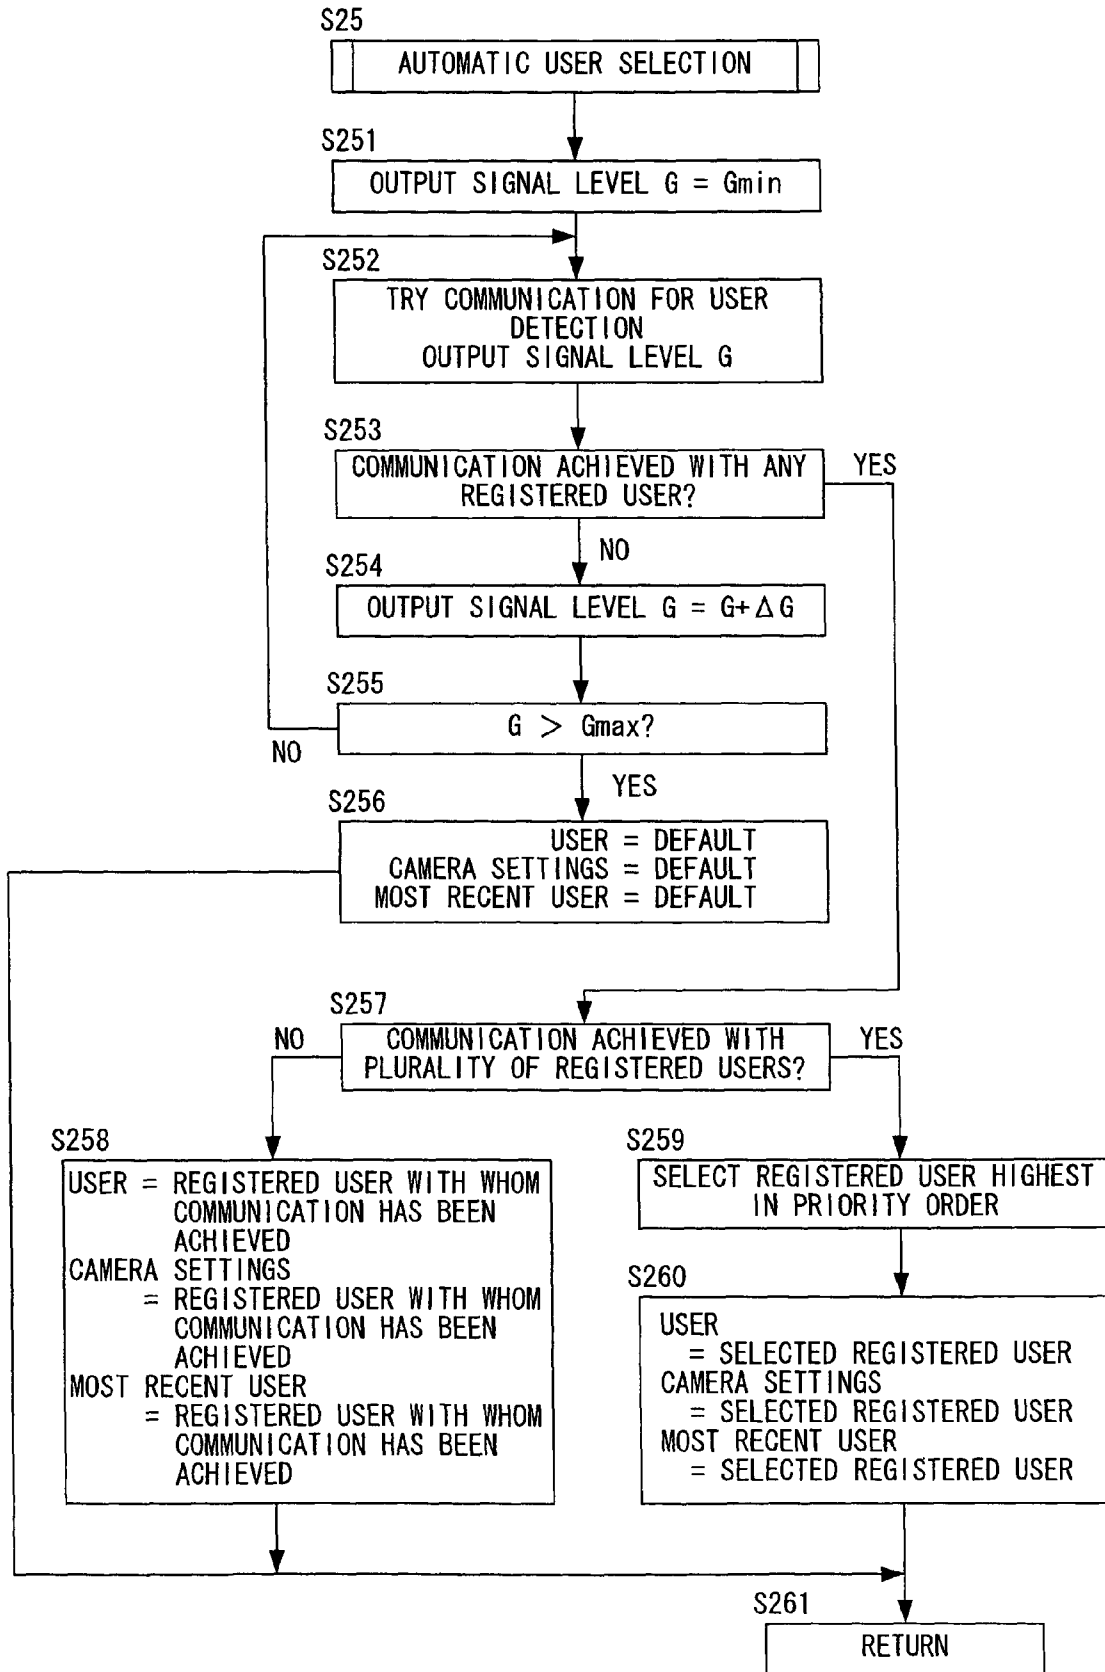 S25
AUTOMATIC USER SELECTION
S251
OUTPUT SIGNAL LEVEL G = Gmin
S252
TRY COMMUNICATION FOR USER
DETECTION
OUTPUT SIGNAL LEVEL G
S253
COMMUNICATION ACHIEVED WITH ANY
REGISTERED USER?
YES
NO
S254
OUTPUT SIGNAL LEVEL G = G+ΔG
S255
G > Gmax?
NO
YES
S256
USER = DEFAULT
CAMERA SETTINGS = DEFAULT
MOST RECENT USER = DEFAULT
S257
COMMUNICATION ACHIEVED WITH
PLURALITY OF REGISTERED USERS?
NO
YES
S258
USER = REGISTERED USER WITH WHOM
COMMUNICATION HAS BEEN
ACHIEVED
CAMERA SETTINGS
= REGISTERED USER WITH WHOM
COMMUNICATION HAS BEEN
ACHIEVED
MOST RECENT USER
= REGISTERED USER WITH WHOM
COMMUNICATION HAS BEEN
ACHIEVED
S259
SELECT REGISTERED USER HIGHEST
IN PRIORITY ORDER
S260
USER
= SELECTED REGISTERED USER
CAMERA SETTINGS
= SELECTED REGISTERED USER
MOST RECENT USER
= SELECTED REGISTERED USER
S261
RETURN